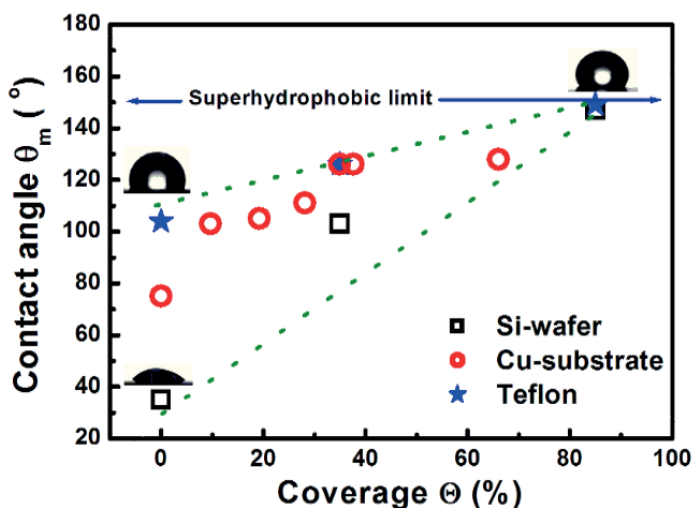 180
160
140
120
100
80
60
40
20
Contact angle θm ( °)
Superhydrophobic limit
Si-wafer
Cu-substrate
Teflon
0 20 40 60 80 100
Coverage Θ (%)